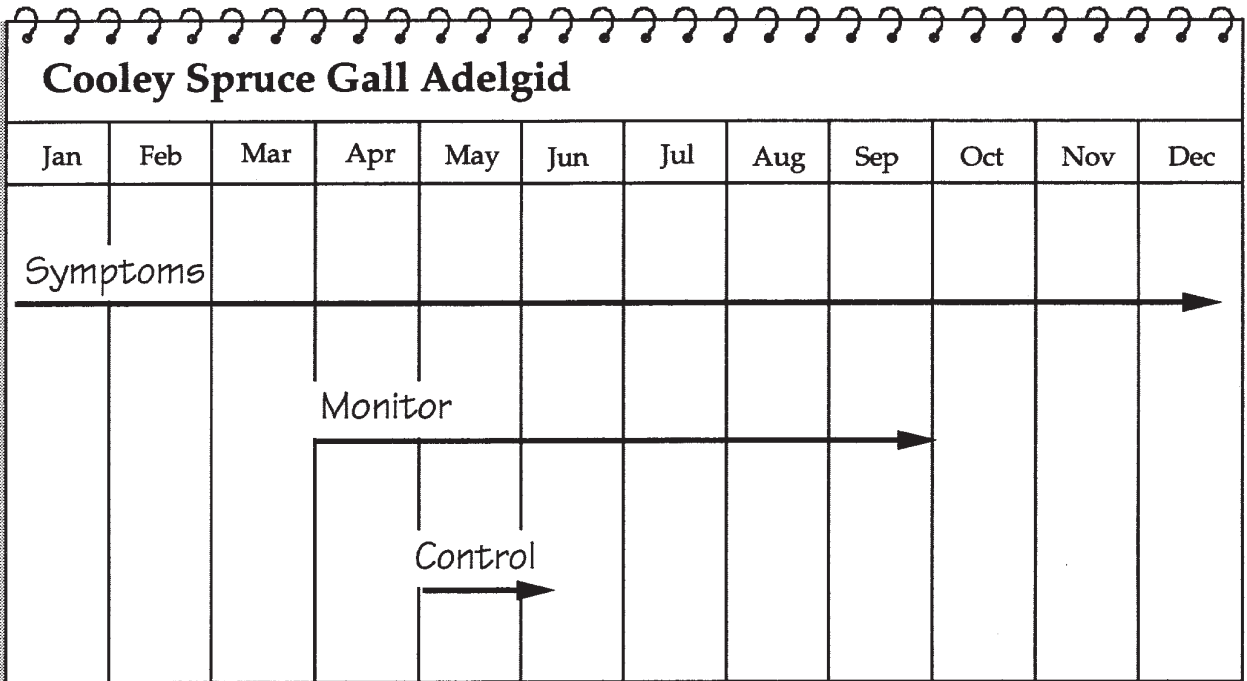 Cooley Spruce Gall Adelgid
Jan Feb Mar Apr May Jun Jul Aug Sep Oct Nov Dec
Symptoms
Monitor
Control